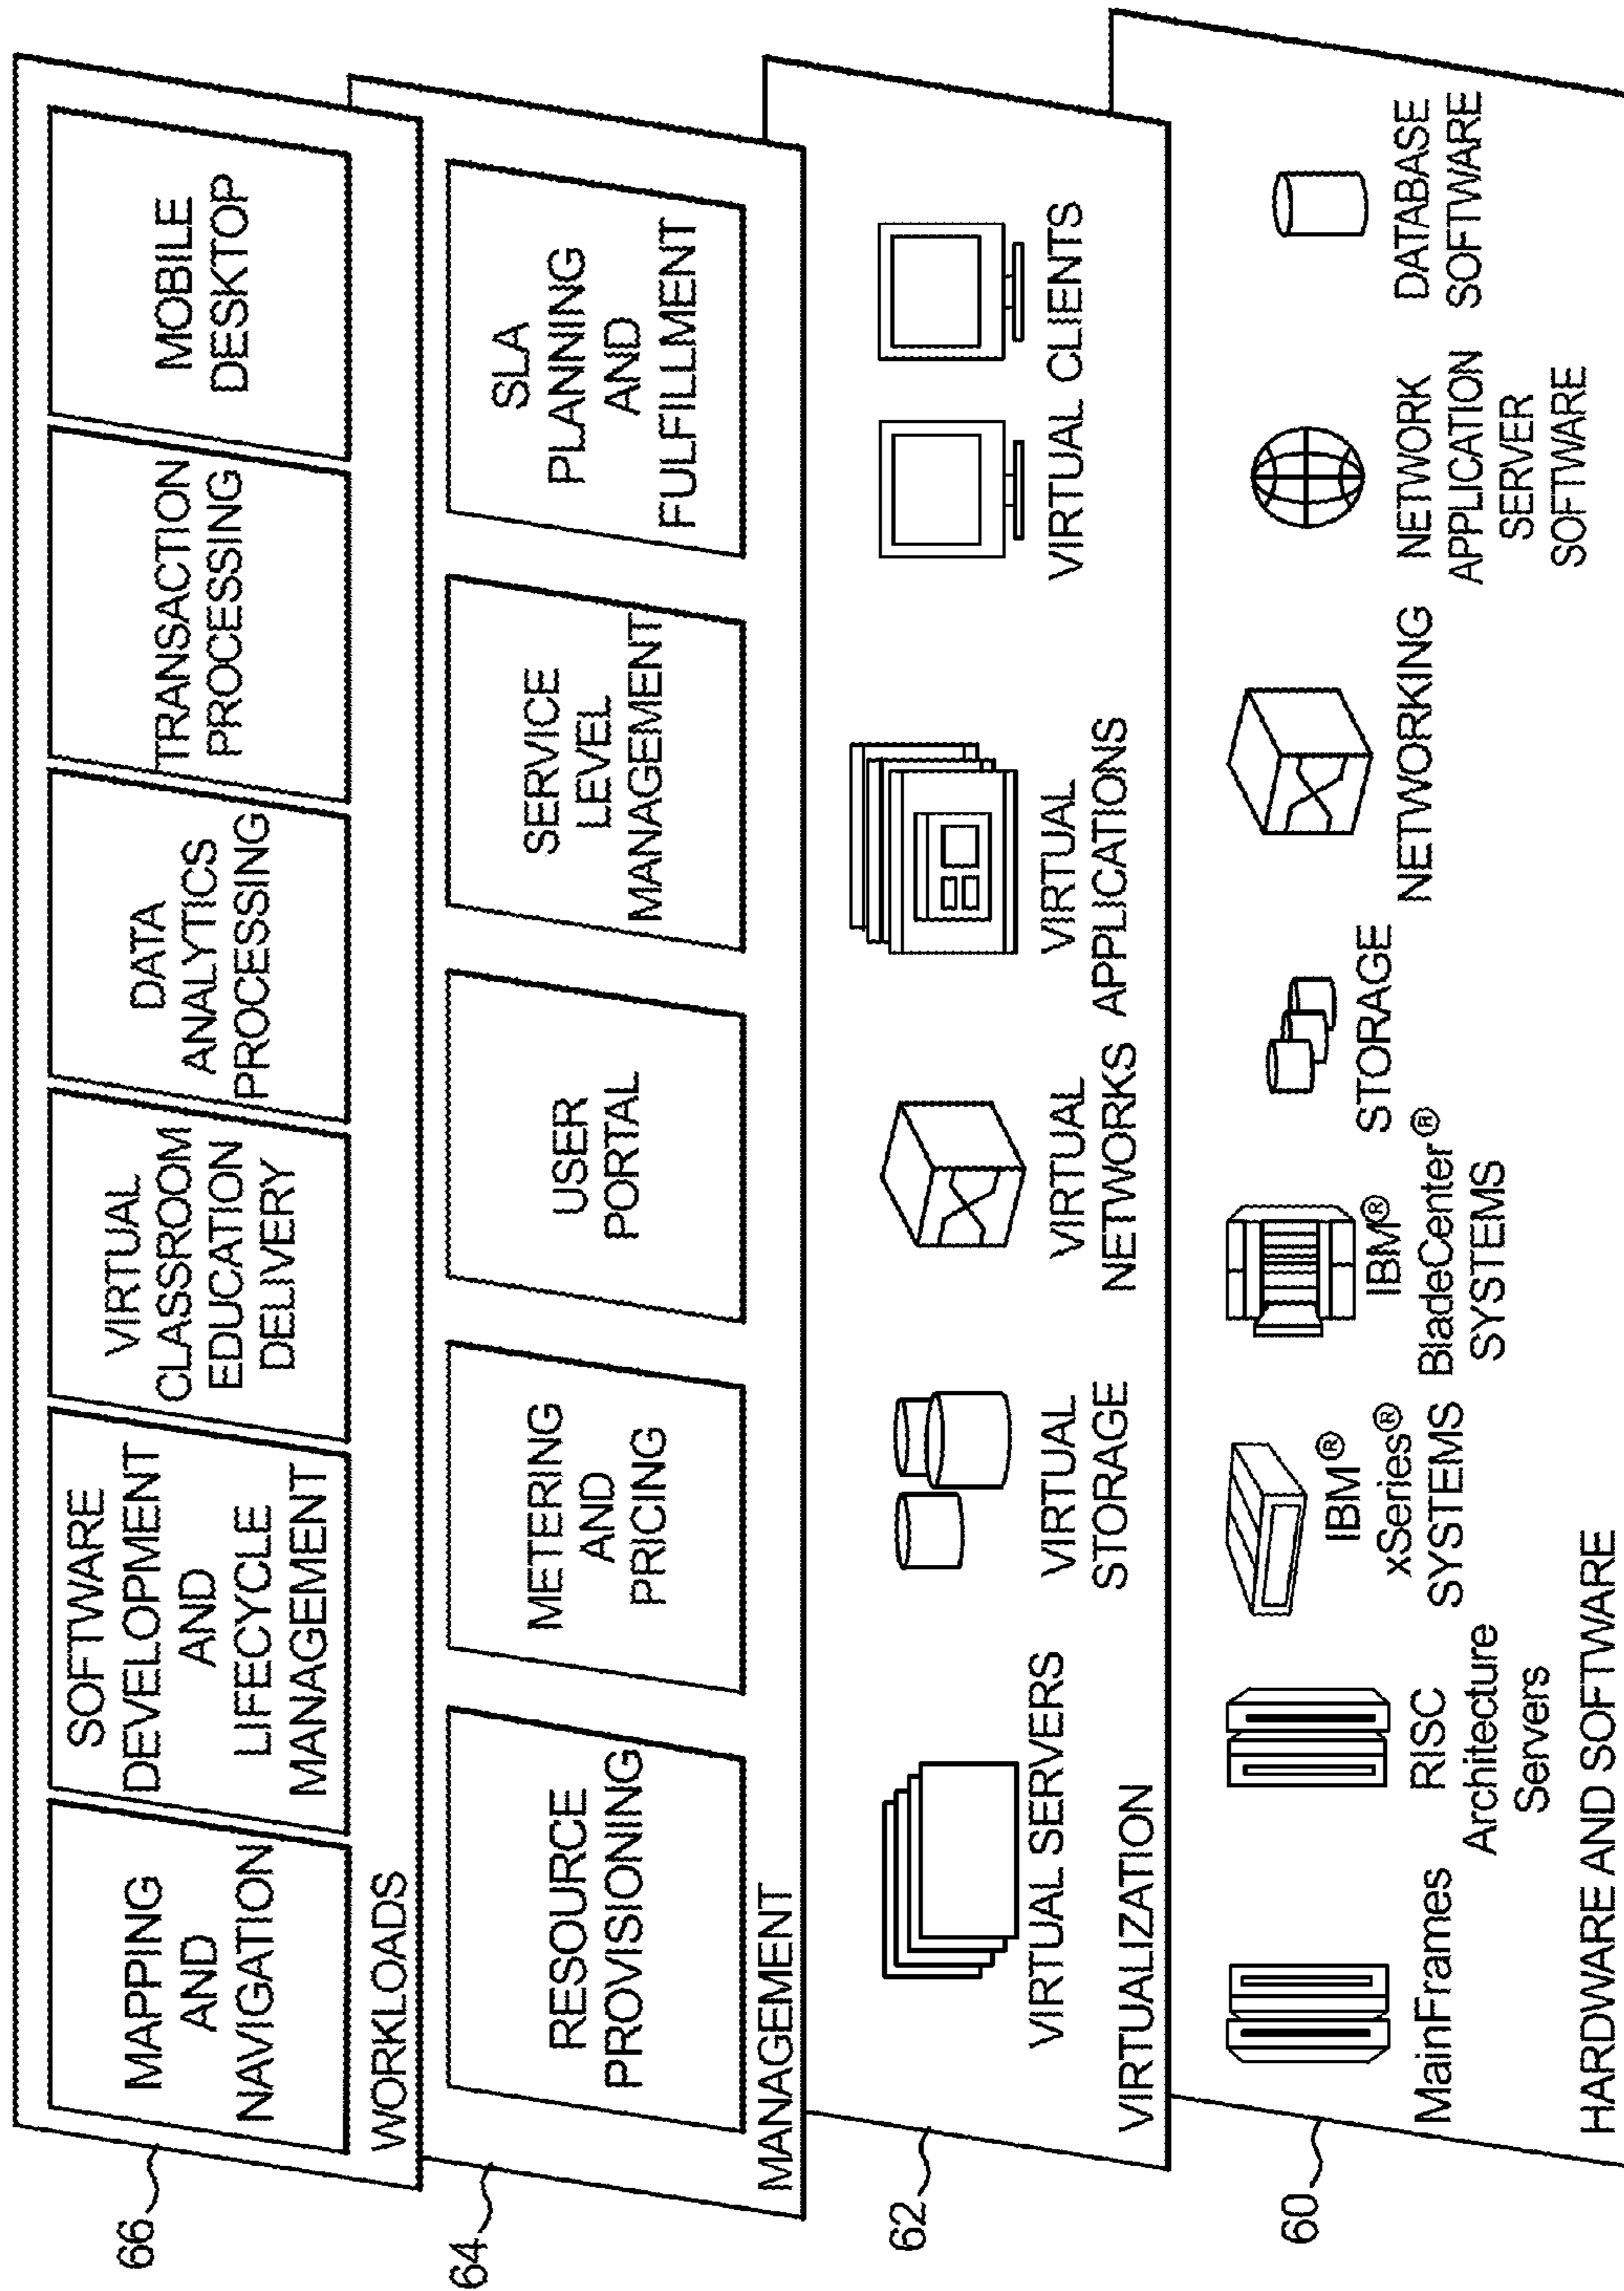 66
MAPPING
AND
NAVIGATION
SOFTWARE
DEVELOPMENT
AND
LIFECYCLE
MANAGEMENT
VIRTUAL
CLASSROOM
EDUCATION
DELIVERY
DATA
ANALYTICS
PROCESSING
TRANSACTION
PROCESSING
MOBILE
DESKTOP
WORKLOADS
64
RESOURCE
PROVISIONING
METERING
AND
PRICING
USER
PORTAL
SERVICE
LEVEL
MANAGEMENT
SLA
PLANNING
AND
FULFILLMENT
MANAGEMENT
62
VIRTUAL SERVERS
VIRTUAL
STORAGE
VIRTUAL
NETWORKS
VIRTUAL
APPLICATIONS
VIRTUAL CLIENTS
VIRTUALIZATION
60
MainFrames
RISC
Architecture
Servers
IBM®
xSeries®
SYSTEMS
IBM®
BladeCenter®
SYSTEMS
STORAGE
NETWORKING
NETWORK
APPLICATION
SERVER
SOFTWARE
DATABASE
SOFTWARE
HARDWARE AND SOFTWARE